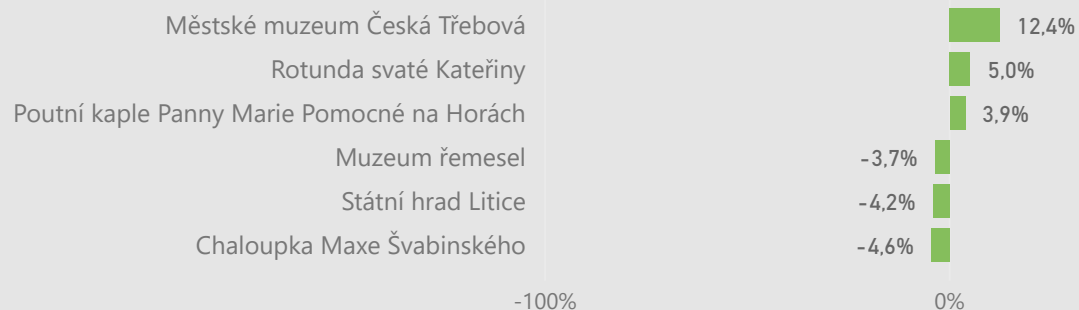 Městské muzeum Česká Třebová 12,4%
Rotunda svaté Kateřiny 5,0%
Poutní kaple Panny Marie Pomocné na Horách 3,9%
Muzeum řemesel -3,7%
Státní hrad Litice -4,2%
Chaloupka Maxe Švabinského -4,6%
-100% 0%